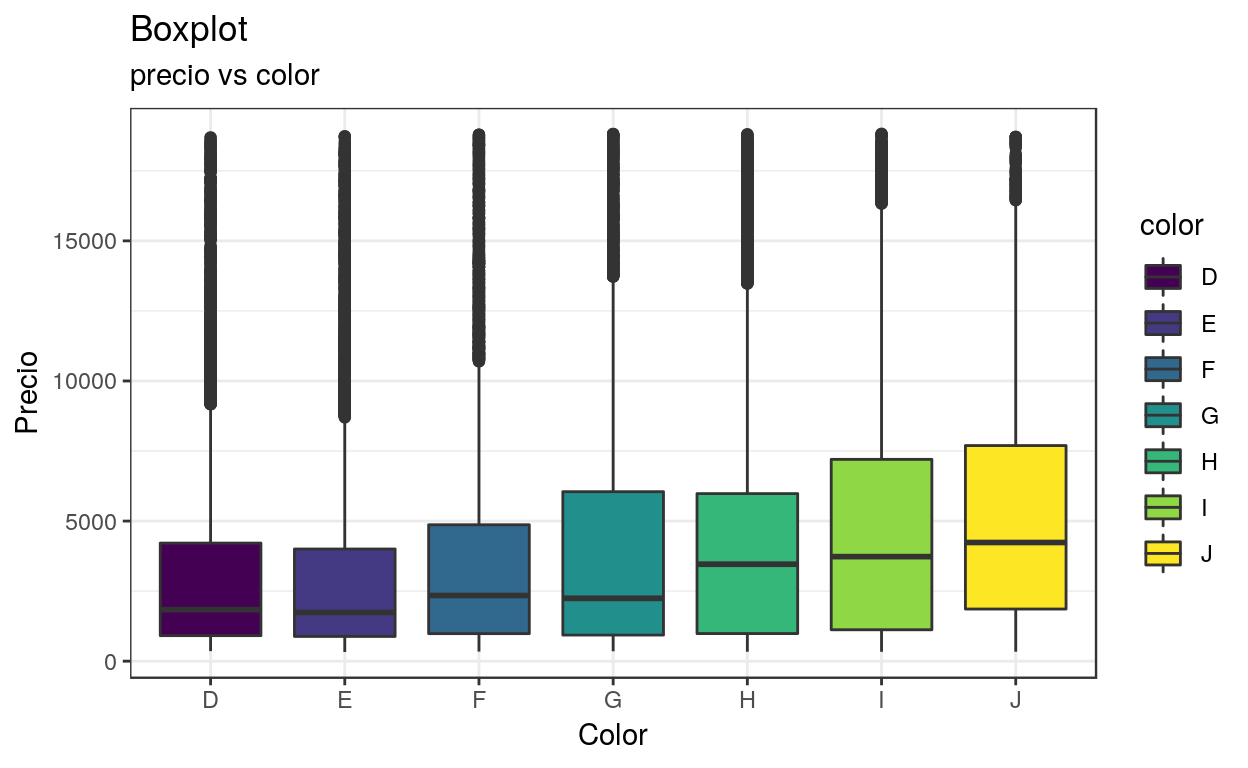 Boxplot
precio vs color
Precio
15000
10000
5000
0
D E F G H I J
Color
color
D
E
F
G
H
I
J